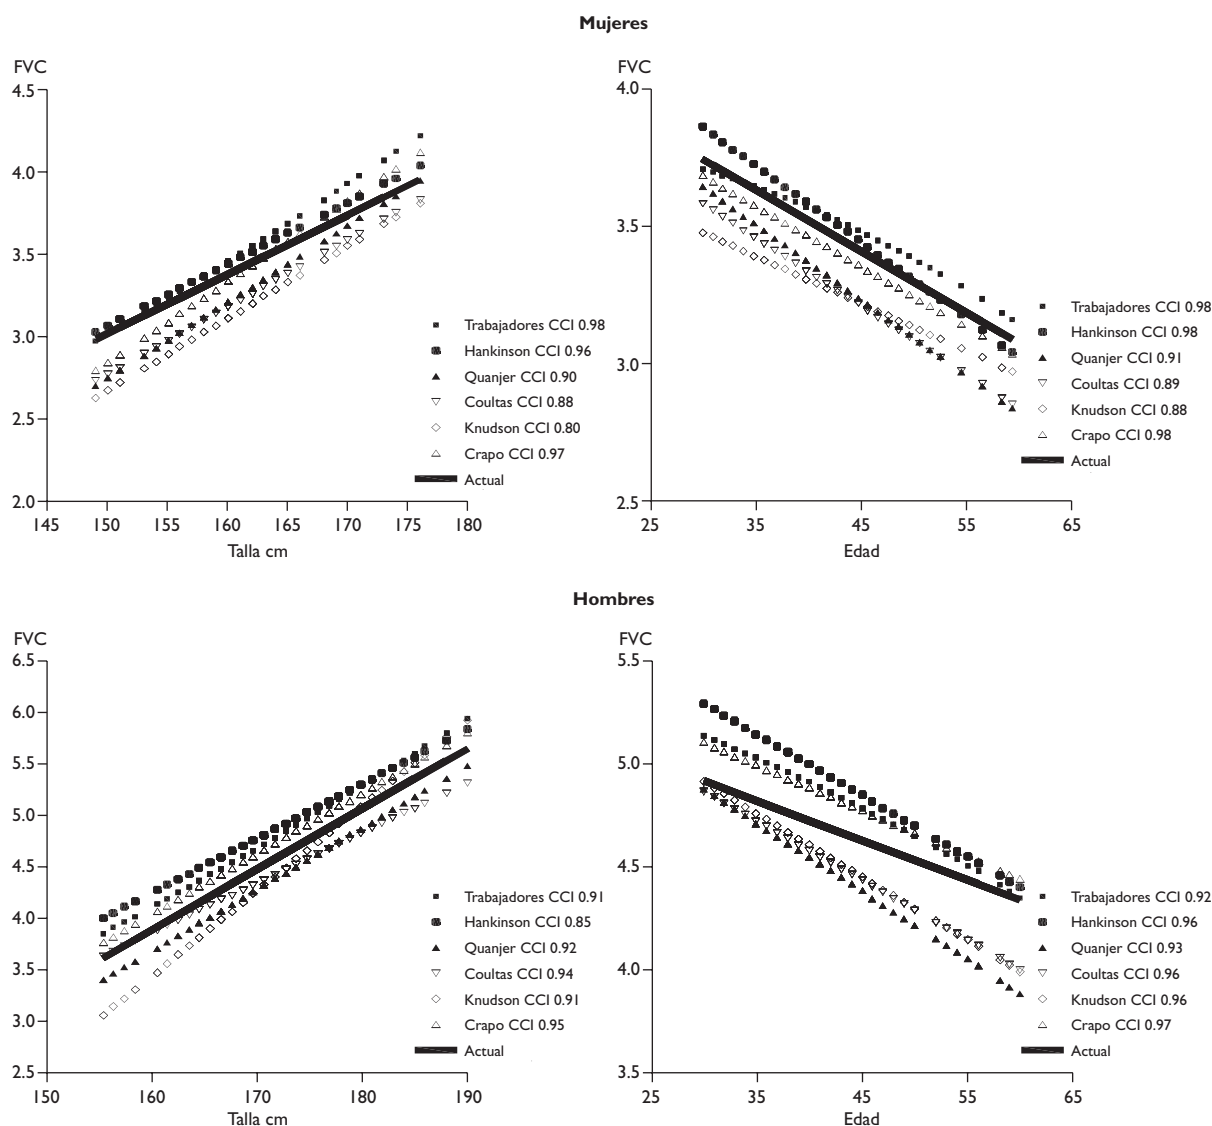 Mujeres
FVC
4.5
4.0
3.5
3.0
2.5
2.0
Trabajadores CCI 0.98
Hankinson CCI 0.96
Quanjer CCI 0.90
Coultas CCI 0.88
Knudson CCI 0.80
Crapo CCI 0.97
Actual
145 150 155 160 165 170 175 180
Talla cm
FVC
4.0
3.5
3.0
2.5
Trabajadores CCI 0.98
Hankinson CCI 0.98
Quanjer CCI 0.91
Coultas CCI 0.89
Knudson CCI 0.88
Crapo CCI 0.98
Actual
25 35 45 55 65
Edad
Hombres
FVC
6.5
6.0
5.5
5.0
4.5
4.0
3.5
3.0
2.5
Trabajadores CCI 0.91
Hankinson CCI 0.85
Quanjer CCI 0.92
Coultas CCI 0.94
Knudson CCI 0.91
Crapo CCI 0.95
Actual
150 160 170 180 190
Talla cm
FVC
5.5
5.0
4.5
4.0
3.5
Trabajadores CCI 0.92
Hankinson CCI 0.96
Quanjer CCI 0.93
Coultas CCI 0.96
Knudson CCI 0.96
Crapo CCI 0.97
Actual
25 35 45 55 65
Edad